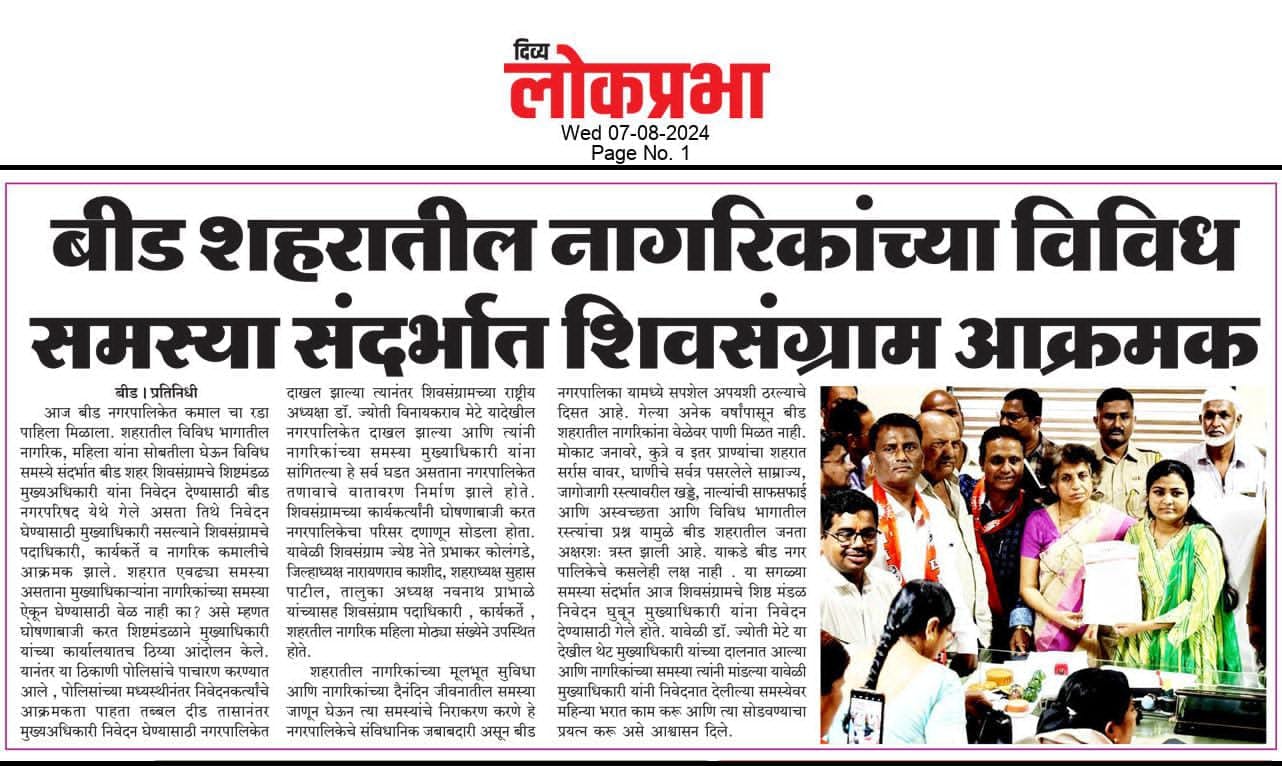 दिव्य
लोकप्रभा
Wed 07-08-2024
Page No. 1
बीड शहरातील नागरिकांच्या विविध
समस्या संदर्भात शिवसंग्राम आक्रमक
बीड । प्रतिनिधी
आज बीड नगरपालिकेत कमाल चा रडा
पाहिला मिळाला. शहरातील विविध भागातील
नागरिक, महिला यांना सोबतीला घेऊन विविध
समस्ये संदर्भात बीड शहर शिवसंग्रामचे शिष्टमंडळ
मुख्यअधिकारी यांना निवेदन देण्यासाठी बीड
नगरपरिषद येथे गेले असता तिथे निवेदन
घेण्यासाठी मुख्याधिकारी नसल्याने शिवसंग्रामचे
पदाधिकारी, कार्यकर्ते व नागरिक कमालीचे
आक्रमक झाले. शहरात एवढ्या समस्या
असताना मुख्याधिकाऱ्यांना नागरिकांच्या समस्या
ऐकून घेण्यासाठी वेळ नाही का? असे म्हणत
घोषणाबाजी करत शिष्टमंडळाने मुख्याधिकारी
यांच्या कार्यालयातच ठिय्या आंदोलन केले.
यानंतर या ठिकाणी पोलिसांचे पाचारण करण्यात
आले , पोलिसांच्या मध्यस्थीनंतर निवेदनकर्त्यांचे
आक्रमकता पाहता तब्बल दीड तासानंतर
मुख्यअधिकारी निवेदन घेण्यासाठी नगरपालिकेत
दाखल झाल्या त्यानंतर शिवसंग्रामच्या राष्ट्रीय
अध्यक्षा डॉ. ज्योती विनायकराव मेटे यादेखील
नगरपालिकेत दाखल झाल्या आणि त्यांनी
नागरिकांच्या समस्या मुख्याधिकारी यांना
सांगितल्या हे सर्व घडत असताना नगरपालिकेत
तणावाचे वातावरण निर्माण झाले होते.
शिवसंग्रामच्या कार्यकर्त्यांनी घोषणाबाजी करत
नगरपालिकेचा परिसर दणाणून सोडला होता.
यावेळी शिवसंग्राम ज्येष्ठ नेते प्रभाकर कोलंगडे,
जिल्हाध्यक्ष नारायणराव काशीद, शहराध्यक्ष सुहास
पाटील, तालुका अध्यक्ष नवनाथ प्राभाळे
यांच्यासह शिवसंग्राम पदाधिकारी , कार्यकर्ते ,
शहरतील नागरिक महिला मोठ्या संख्येने उपस्थित
होते.
शहरातील नागरिकांच्या मूलभूत सुविधा
आणि नागरिकांच्या दैनंदिन जीवनातील समस्या
जागून घेऊन त्या समस्यांचे निराकरण करणे हे
नगरपालिकेचे संविधानिक जबाबदारी असून बीड
नगरपालिका यामध्ये सपशेल अपयशी ठरल्याचे
दिसत आहे. गेल्या अनेक वर्षांपासून बीड
शहरातील नागरिकांना वेळेवर पाणी मिळत नाही.
मोकाट जनावरे, कुत्रे व इतर प्राण्यांचा शहरात
सर्रास वावर, घाणीचे सर्वत्र पसरलेले साम्राज्य,
जागोजागी रस्त्यावरील खड्डे, नाल्यांची साफसफाई
आणि अस्वच्छता आणि विविध भागातील
रस्त्यांचा प्रश्न यामुळे बीड शहरातील जनता
अक्षरशः त्रस्त झाली आहे. याकडे बीड नगर
पालिकेचे कसलेही लक्ष नाही . या सगळ्या
समस्या संदर्भात आज शिवसंग्रामचे शिष्ठ मंडळ
निवेदन घुवून मुख्याधिकारी यांना निवेदन
देण्यासाठी गेले होते. यावेळी डॉ. ज्योती मेटे या
देखील थेट मुख्याधिकारी यांच्या दालनात आल्या
आणि नागरिकांच्या समस्या त्यांनी मांडल्या यावेळी
मुख्याधिकारी यांनी निवेदनात देलील्या समस्येवर
महिन्या भरात काम करू आणि त्या सोडवण्याचा
प्रयत्न करू असे आश्वासन दिले.